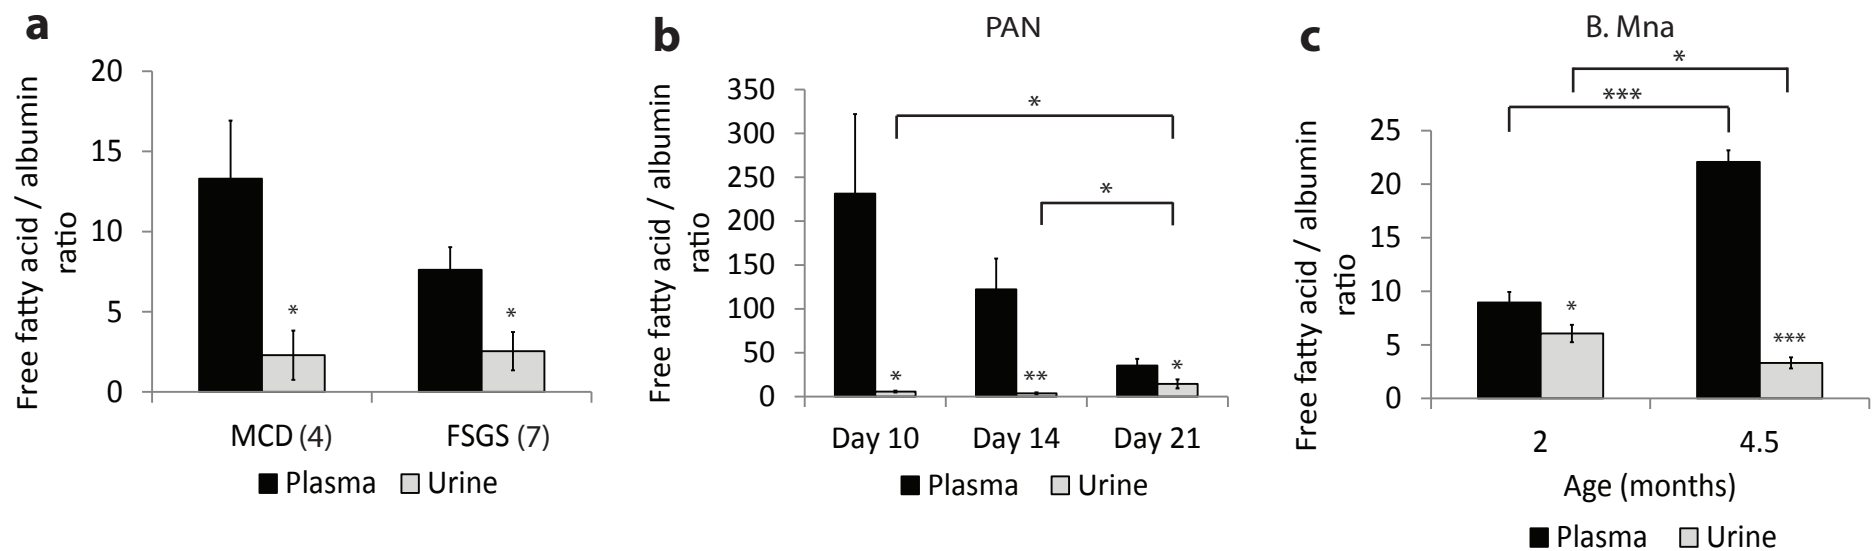 a
Free fatty acid / albumin
ratio
20
15
10
5
0
*
*
MCD (4)
FSGS (7)
Plasma
Urine
b
PAN
Free fatty acid / albumin
ratio
350
300
250
200
150
100
50
0
*
*
*
**
*
Day 10
Day 14
Day 21
Plasma
Urine
c
B. Mna
Free fatty acid / albumin
ratio
*
***
25
20
15
10
5
0
*
***
2
4.5
Age (months)
Plasma
Urine